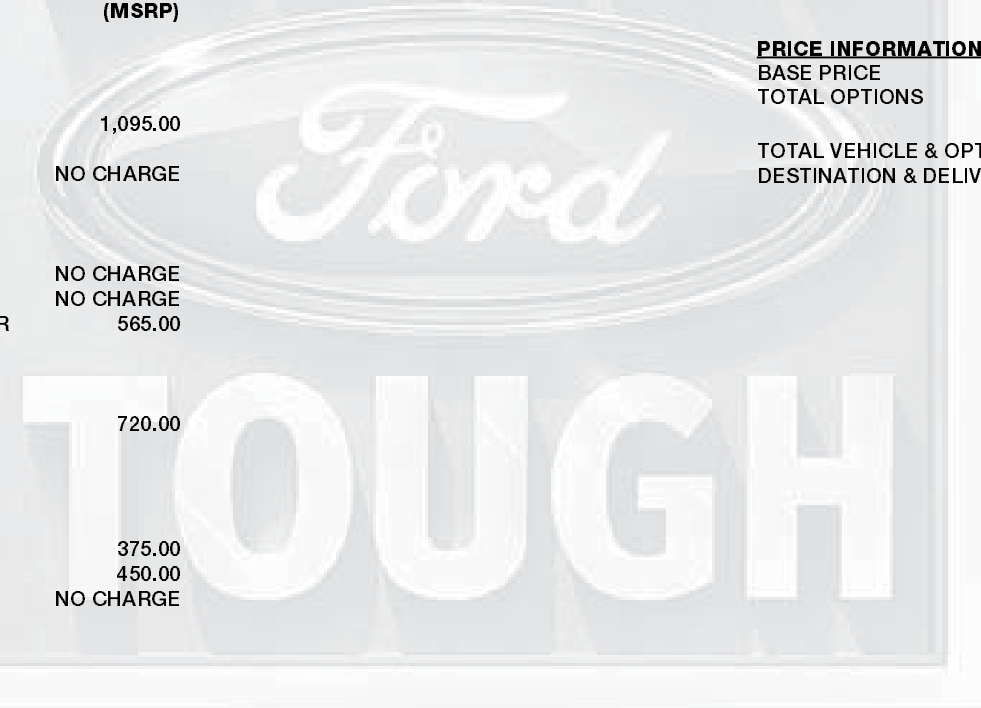 (MSRP)
1,095.00
NO CHARGE
NO CHARGE
NO CHARGE
R 565.00
720.00
375.00
450.00
NO CHARGE
PRICE INFORMATION
BASE PRICE
TOTAL OPTIONS
TOTAL VEHICLE & OPT
DESTINATION & DELIV
Ford
TOUGH